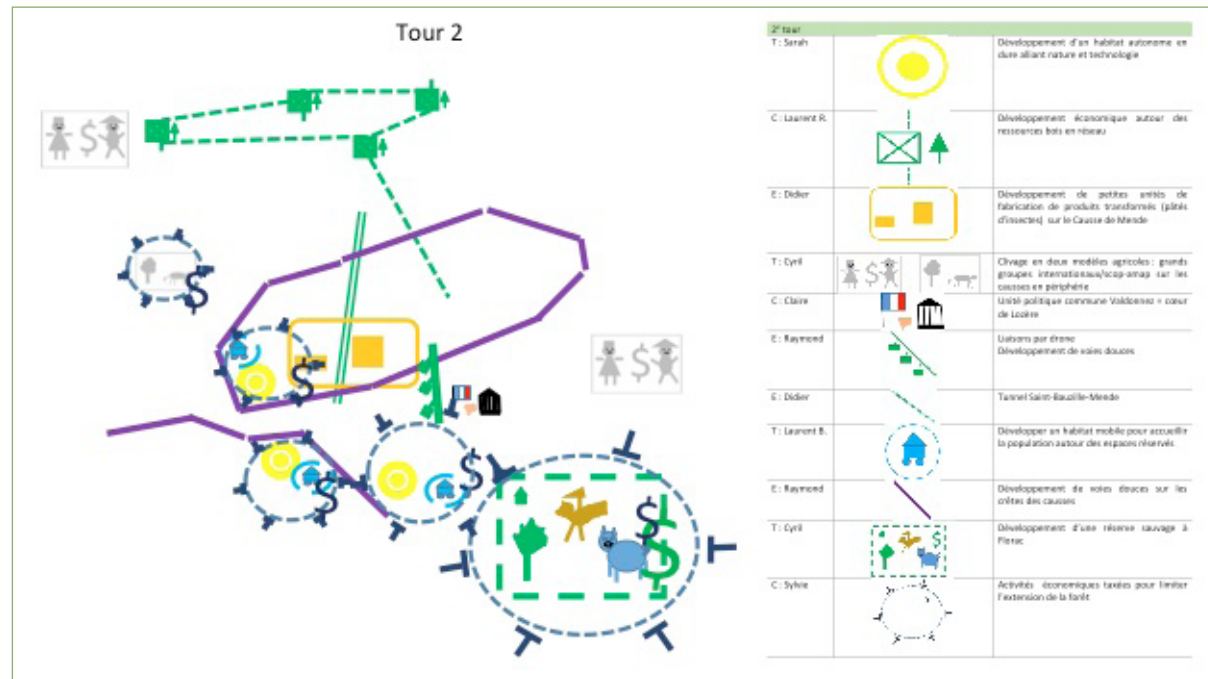 Tour 2
2e tour
T : Sarah
Développement d'un habitat autonome en
dure alliant nature et technologie
C : Laurent R.
Développement économique autour des
ressources bois en réseau
E : Didier
Développement de petites unités de
fabrication de produits transformés (pâtés
d'insectes) sur le Causse de Mende
T : Cyril
Clivage en deux modèles agricoles : grands
groupes internationaux/scop-amap sur les
causses en périphérie
C : Claire
Unité politique commune Valdonnez = cœur
de Lozère
E : Raymond
Liaisons par drone
Développement de voies douces
E : Didier
Tunnel Saint-Bauzille-Mende
T : Laurent B.
Développer un habitat mobile pour accueillir
la population autour des espaces réservés
E : Raymond
Développement de voies douces sur les
crêtes des causses
T : Cyril
Développement d'une réserve sauvage à
Florac
C : Sylvie
Activités économiques taxées pour limiter
l'extension de la forêt